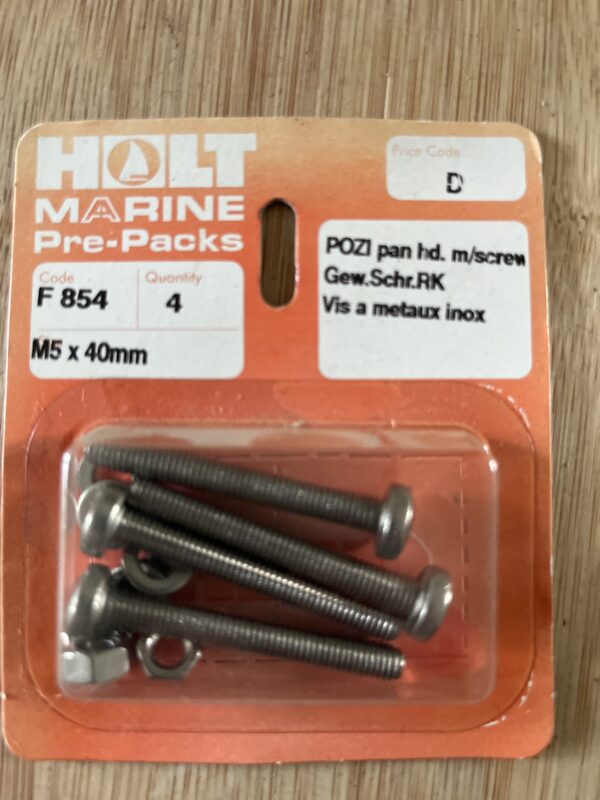 HOLT
MARINE
Pre-Packs
Code
F 854
Quantity
4
M5 x 40mm
Price Code
D
POZI pan hd. m/screw
Gew.Schr.RK
Vis a metaux inox